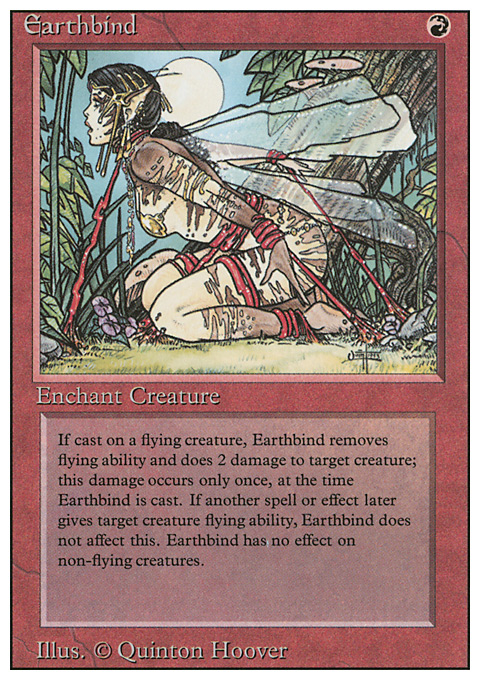 Earthbind
Enchant Creature
If cast on a flying creature, Earthbind removes
flying ability and does 2 damage to target creature;
this damage occurs only once, at the time
Earthbind is cast. If another spell or effect later
gives target creature flying ability, Earthbind does
not affect this. Earthbind has no effect on
non-flying creatures.
Illus. © Quinton Hoover